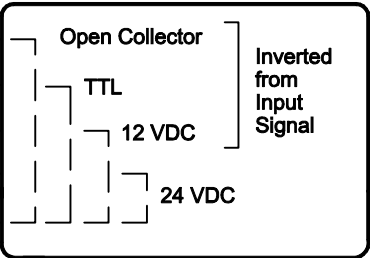 Open Collector
TTL
12 VDC
24 VDC
Inverted
from
Input
Signal